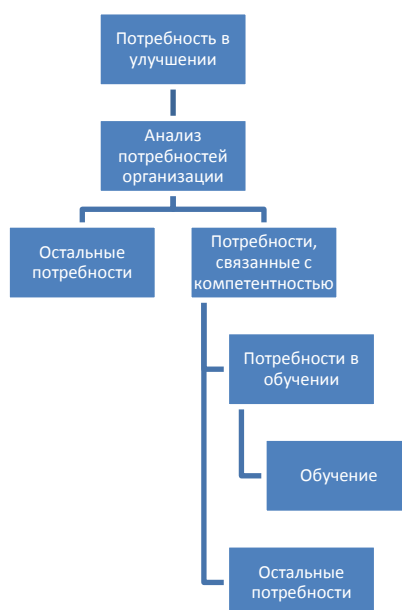 Потребность в
улучшении
Анализ
потребностей
организации
Остальные
потребности
Потребности,
связанные с
компетентностью
Потребности в
обучении
Обучение
Остальные
потребности